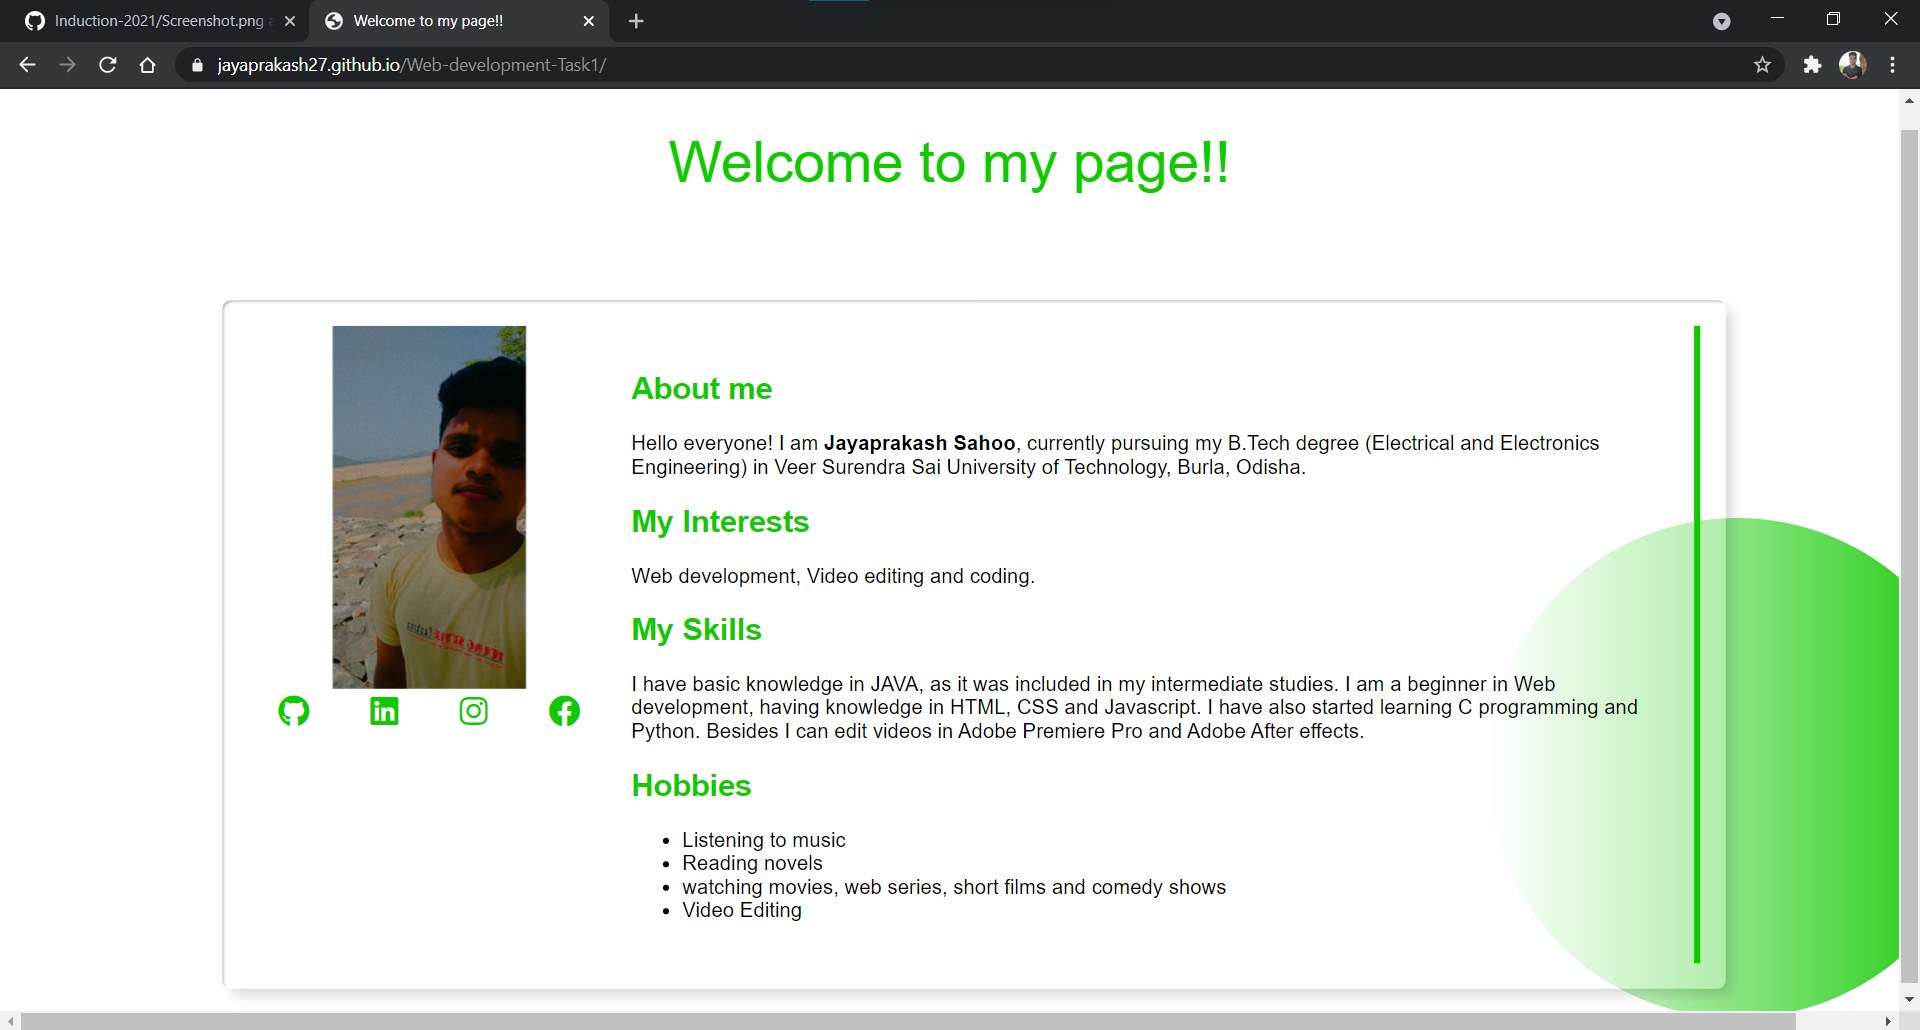 Induction-2021/Screenshot.png
Welcome to my page!!
jayaprakash27.github.io/Web-development-Task1/
Welcome to my page!!
About me
Hello everyone! I am Jayaprakash Sahoo, currently pursuing my B.Tech degree (Electrical and Electronics
Engineering) in Veer Surendra Sai University of Technology, Burla, Odisha.
My Interests
Web development, Video editing and coding.
My Skills
I have basic knowledge in JAVA, as it was included in my intermediate studies. I am a beginner in Web
development, having knowledge in HTML, CSS and Javascript. I have also started learning C programming and
Python. Besides I can edit videos in Adobe Premiere Pro and Adobe After effects.
Hobbies
• Listening to music
• Reading novels
• watching movies, web series, short films and comedy shows
• Video Editing